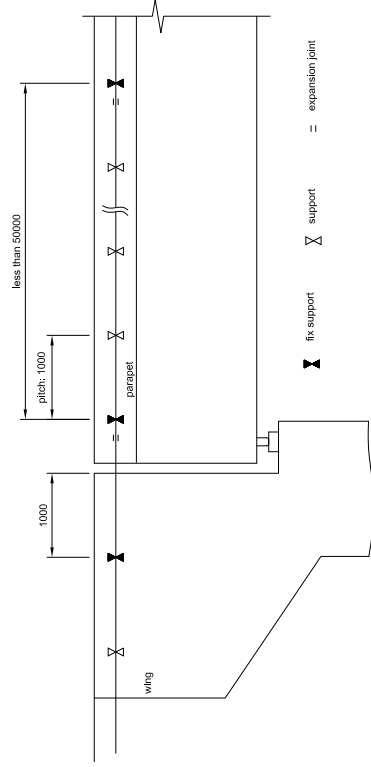 less than 50000
pitch: 1000
1000
parapet
wing
fix support
support
expansion joint